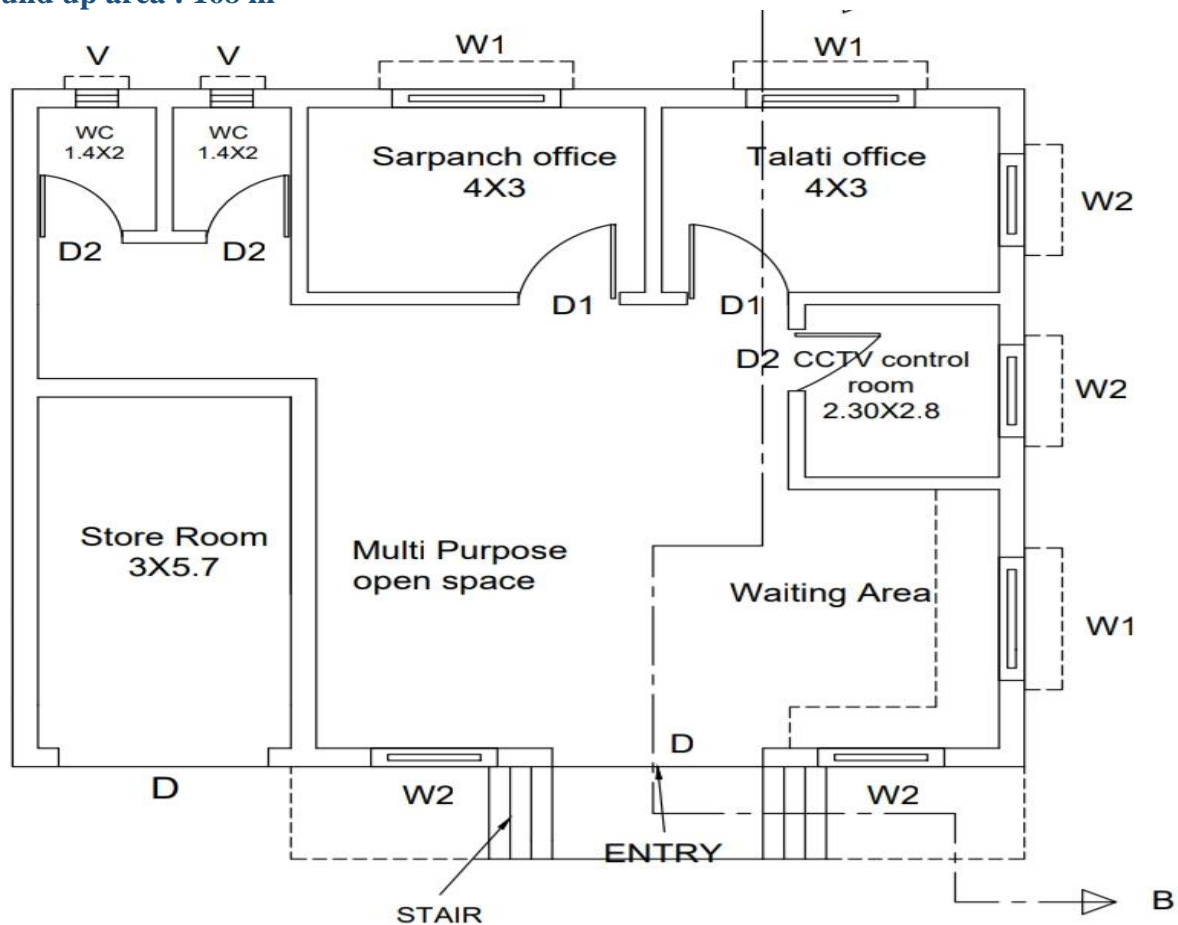 area : 168 m
V
V
W1
W1
WC
1.4X2
WC
1.4X2
Sarpanch office
4X3
Talati office
4X3
W2
D2
D2
D1
D1
D2
CCTV control
room
2.30X2.8
W2
Store Room
3X5.7
Multi Purpose
open space
Waiting Area
W1
D
D
W2
W2
ENTRY
STAIR
B